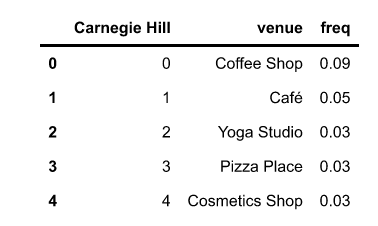 Carnegie Hill venue freq
0 0 Coffee Shop 0.09
1 1 Café 0.05
2 2 Yoga Studio 0.03
3 3 Pizza Place 0.03
4 4 Cosmetics Shop 0.03